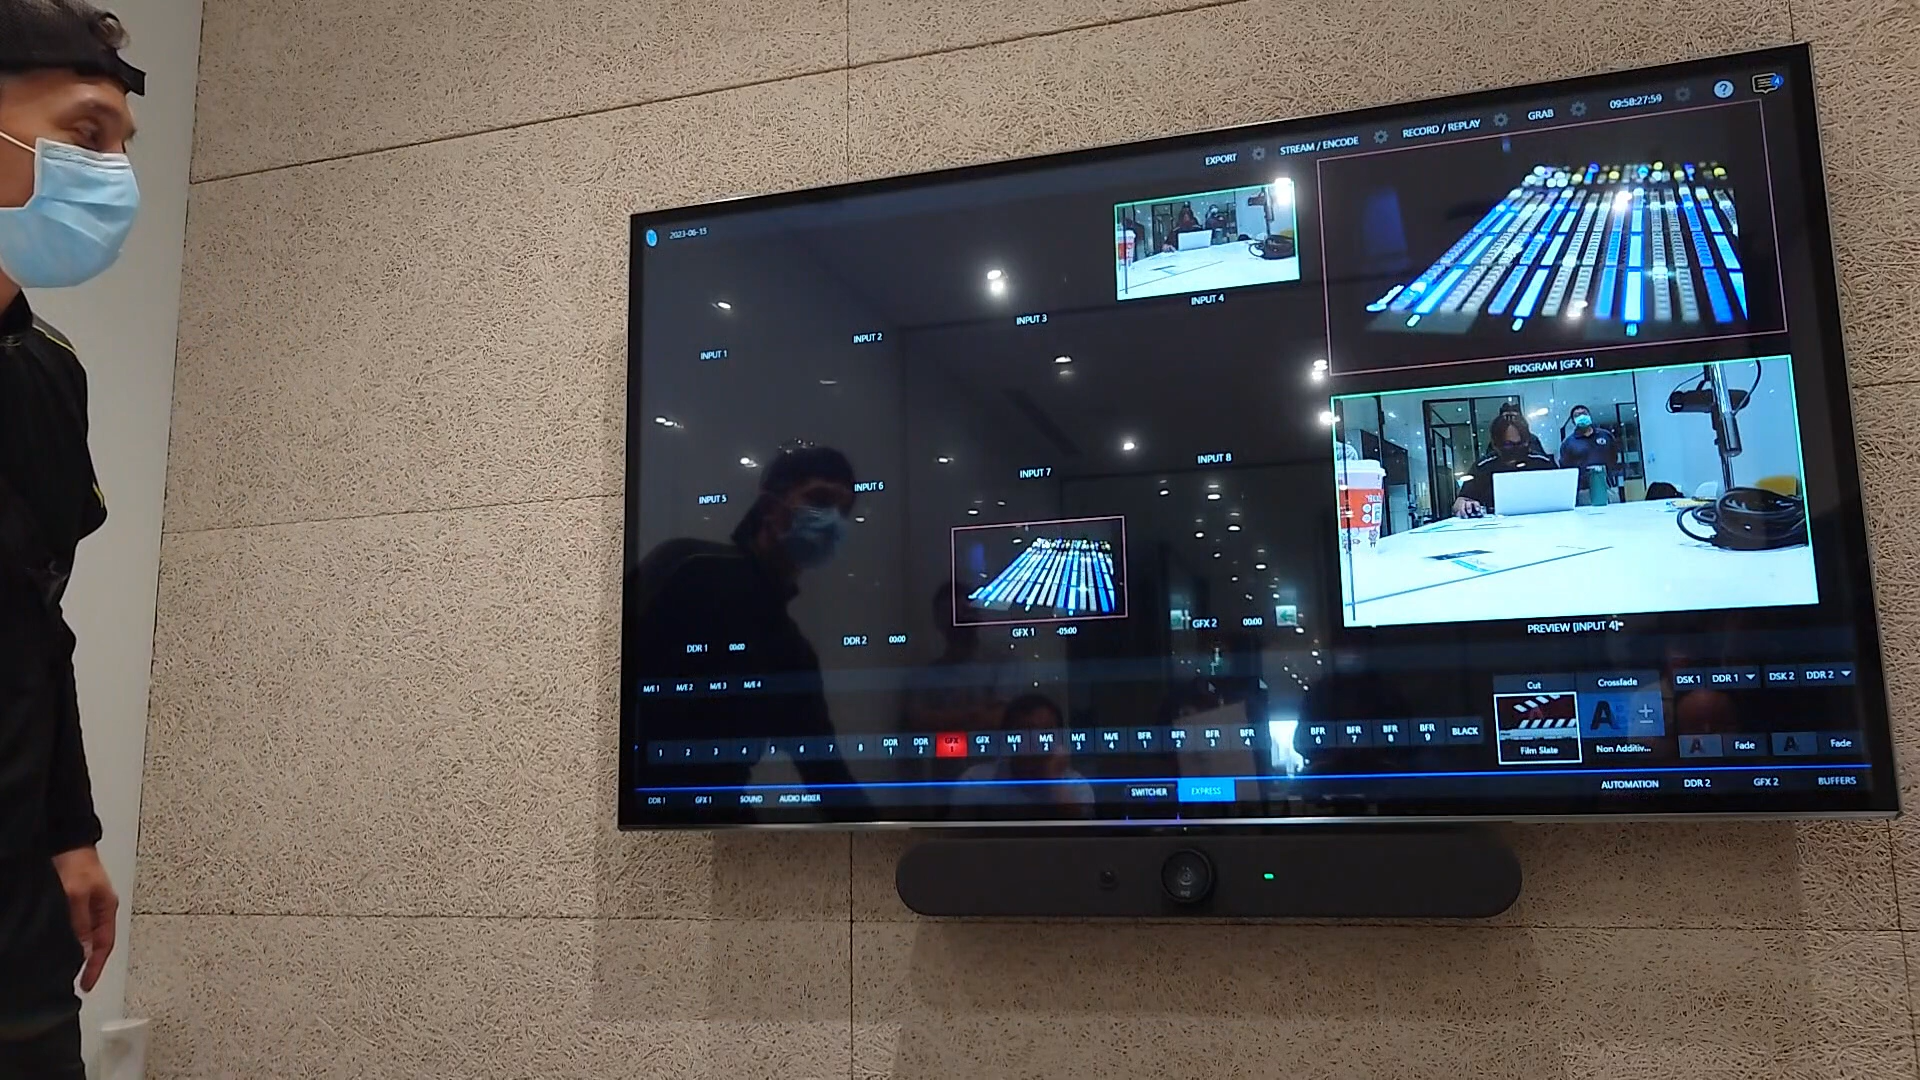 2023-06-15
EXPORT
STREAM / ENCODE
RECORD / REPLAY
GRAB
09:58:27:59
?
4
INPUT 1
INPUT 2
INPUT 3
INPUT 4
PROGRAM [GFX 1]
INPUT 5
INPUT 6
INPUT 7
INPUT 8
DDR 1 00:00
DDR 2 00:00
GFX 1 -05:00
GFX 2 00:00
PREVIEW [INPUT 4]
M/E 1 M/E 2 M/E 3 M/E 4
Cut
Crossfade
DSK 1 DDR 1
DSK 2 DDR 2
1 2 3 4 5 6 7 8 DDR 1 DDR 2 GFX 1 GFX 2 M/E 1 M/E 2 M/E 3 M/E 4 BFR 1 BFR 2 BFR 3 BFR 4 BFR 6 BFR 7 BFR 8 BFR 9 BLACK
Film Slate
Non Additiv...
A Fade
A Fade
DDR 1 GFX 1 SOUND AUDIO MIXER
SWITCHER
EXPRESS
AUTOMATION DDR 2 GFX 2 BUFFERS